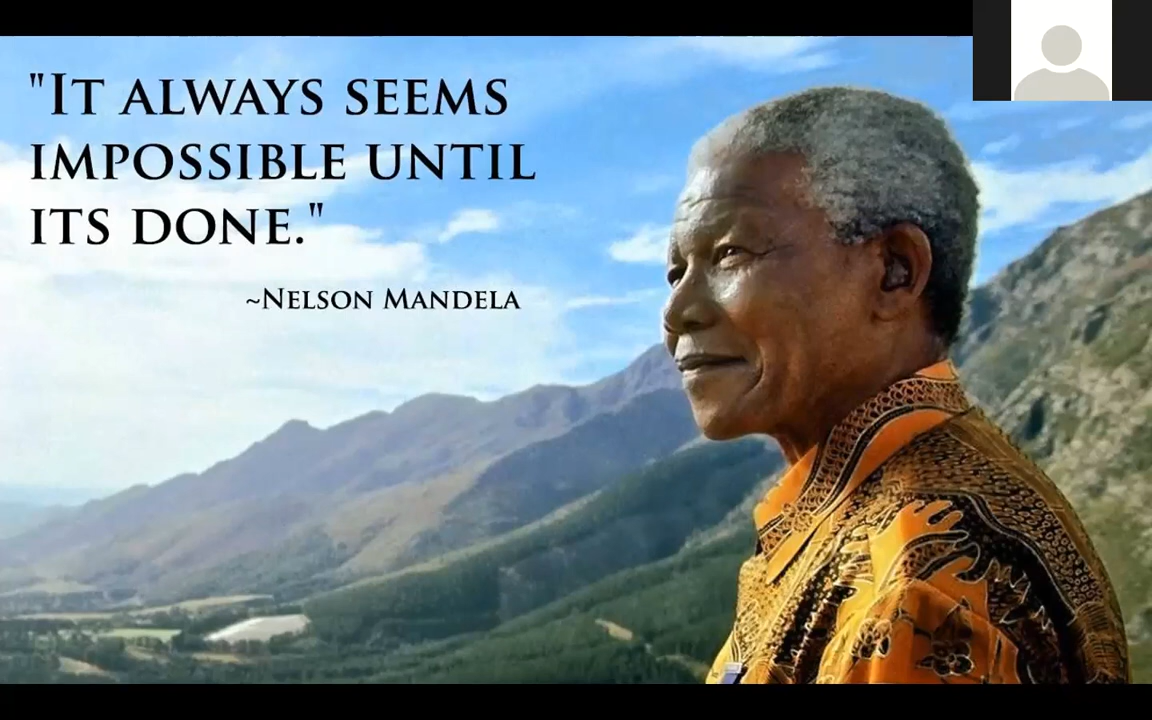 "It always seems
impossible until
its done."
~Nelson Mandela